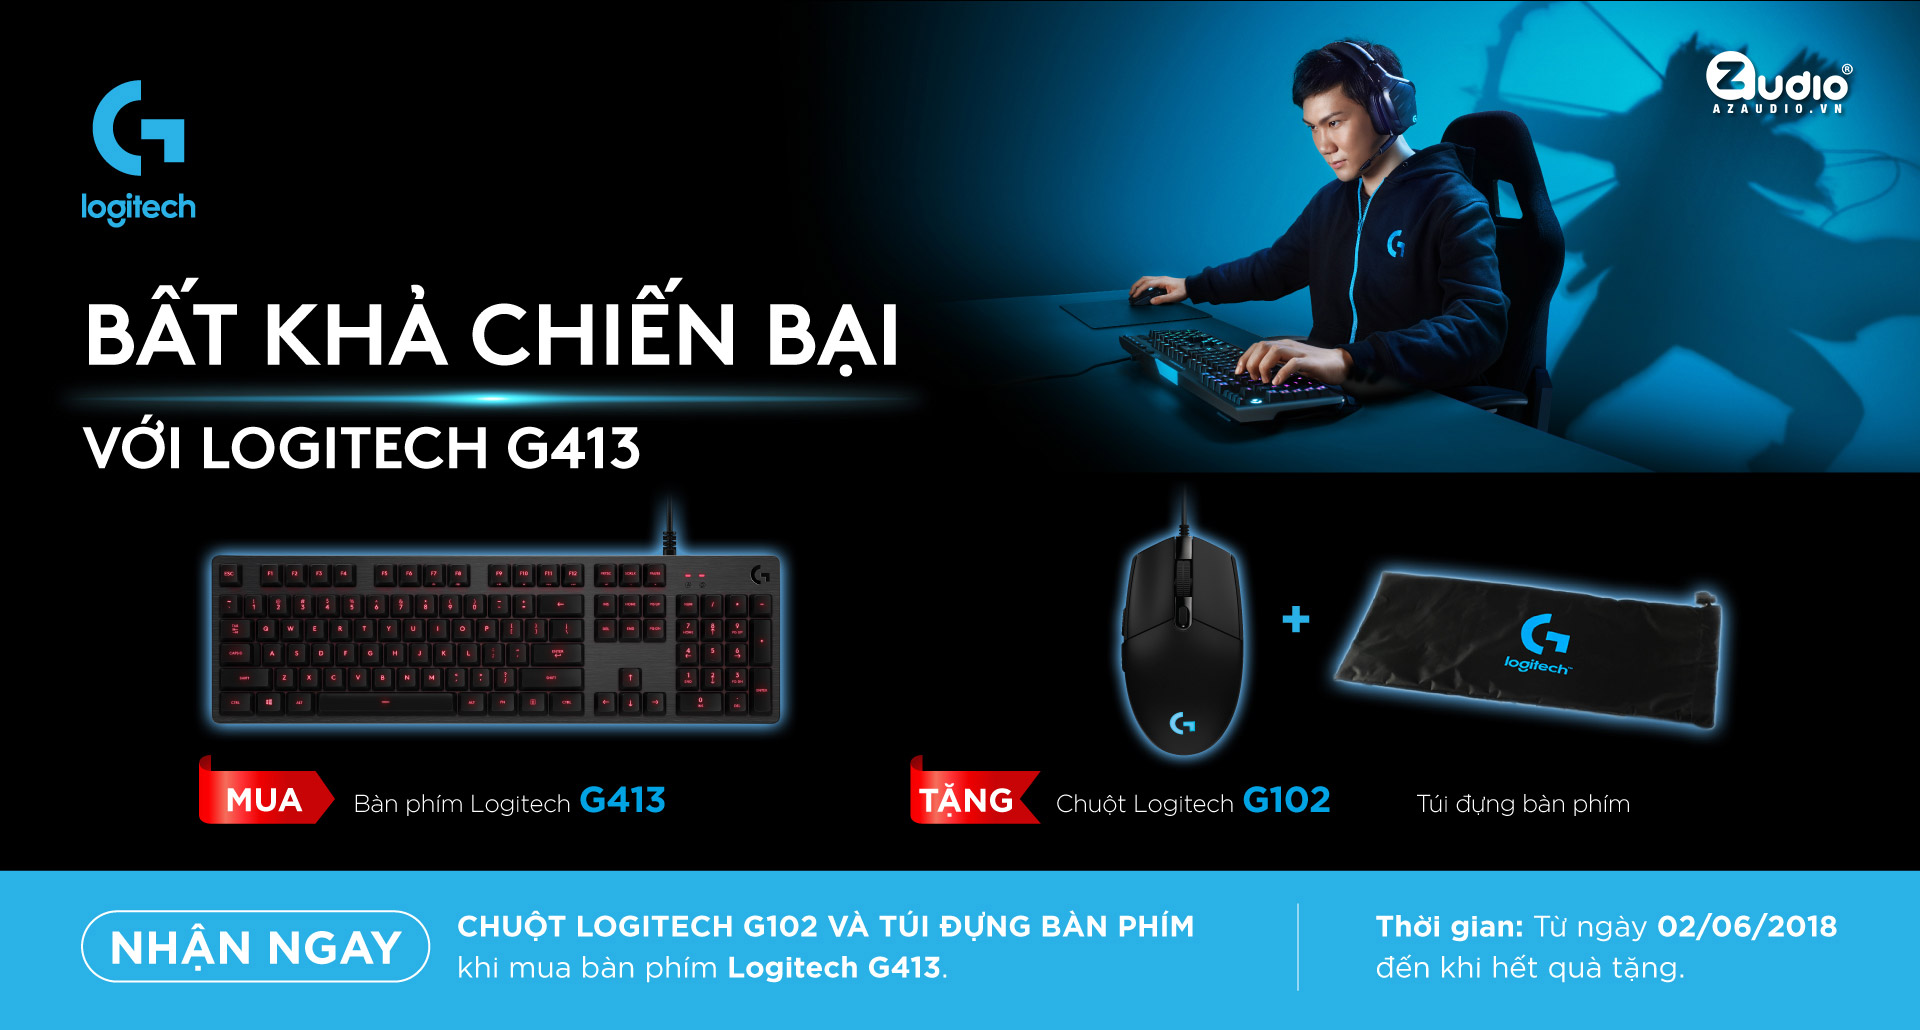 logitech
Zaudio®
AZAUDIO.VN
BẤT KHẢ CHIẾN BẠI
VỚI LOGITECH G413
logitech™
MUA
Bàn phím Logitech G413
TẶNG
Chuột Logitech G102
Túi đựng bàn phím
NHẬN NGAY
CHUỘT LOGITECH G102 VÀ TÚI ĐỰNG BÀN PHÍM
khi mua bàn phím Logitech G413.
Thời gian: Từ ngày 02/06/2018
đến khi hết quà tặng.